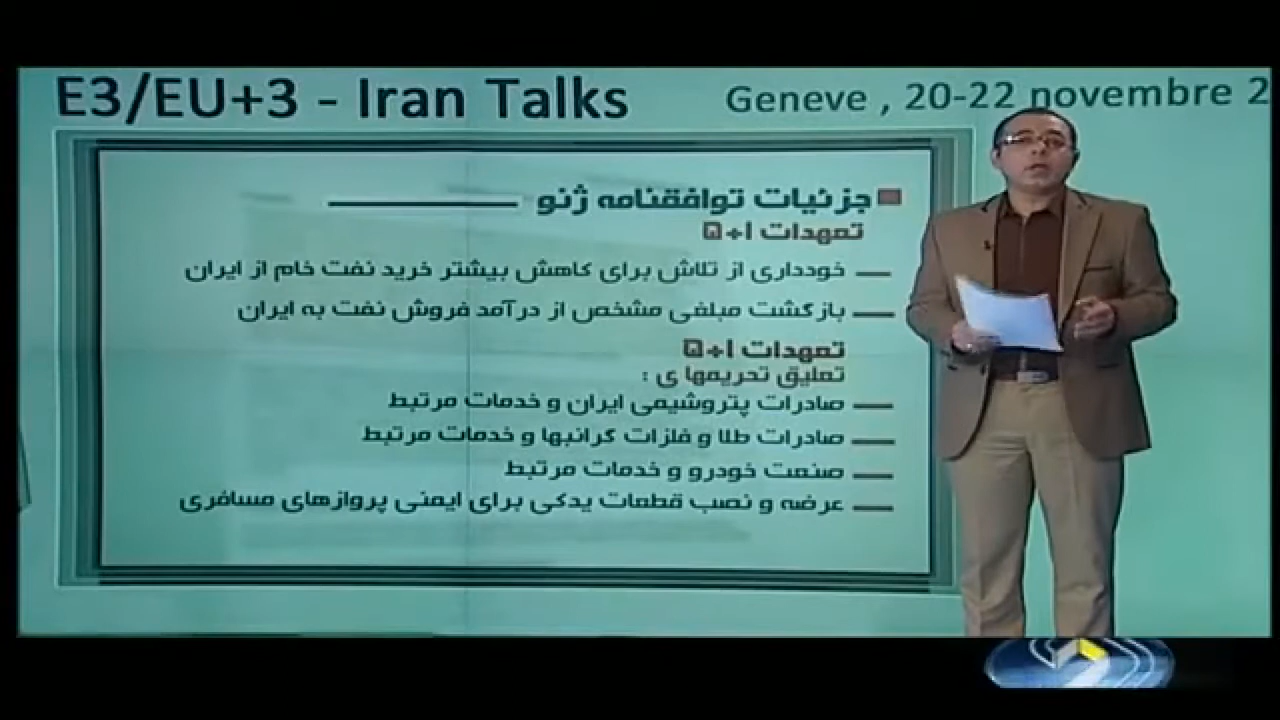 E3/EU+3 - Iran Talks
Geneve , 20-22 novembre 2
جزئیات توافقنامه ژنو
تعهدات ۱+۵
خودداری از تلاش برای کاهش بیشتر خرید نفت خام از ایران
بازگشت مبلغی مشخص از درآمد فروش نفت به ایران
تعهدات ۱+۵
تعلیق تحریمها ی :
صادرات پتروشیمی ایران و خدمات مرتبط
صادرات طلا و فلزات گرانبها و خدمات مرتبط
صنعت خودرو و خدمات مرتبط
عرضه و نصب قطعات یدکی برای ایمنی پروازهای مسافری